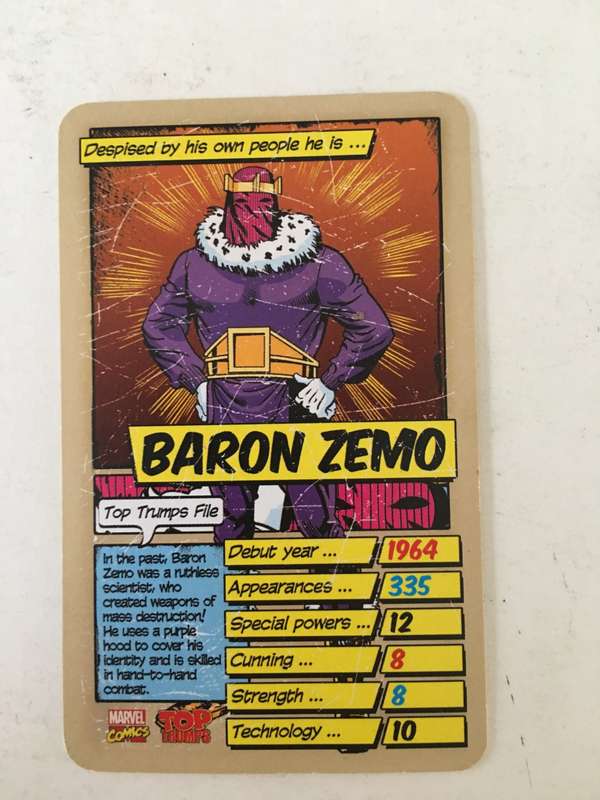 Despised by his own people he is ...
BARON ZEMO
Top Trumps File
In the past, Baron
Zemo was a ruthless
scientist, who
created weapons of
mass destruction!
He uses a purple
hood to cover his
identity and is skilled
in hand-to-hand
combat.
Debut year ... 1964
Appearances ... 335
Special powers ... 12
Cunning ... 8
Strength ... 8
Technology ... 10
MARVEL
COMICS
TOP
TRUMPS